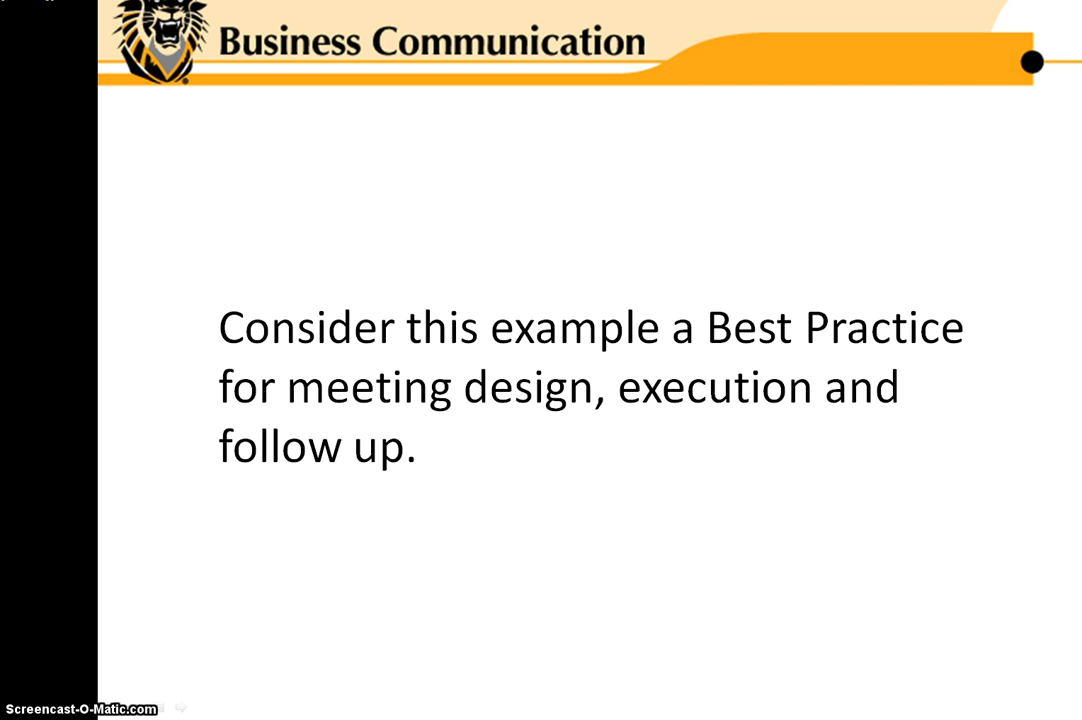 Business Communication
Consider this example a Best Practice
for meeting design, execution and
follow up.
Screencast-O-Matic.com